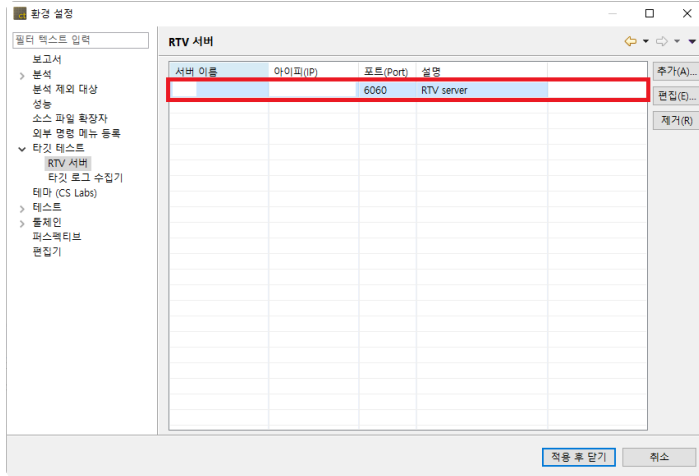 환경 설정
필터 텍스트 입력
보고서
분석
분석 제외 대상
성능
소스 파일 확장자
외부 명령 메뉴 등록
타깃 테스트
RTV 서버
타깃 로그 수집기
테마 (CS Labs)
테스트
툴체인
퍼스펙티브
편집기
RTV 서버
서버 이름 아이피(IP) 포트(Port) 설명
6060 RTV server
추가(A)...
편집(E)...
제거(R)
적용 후 닫기 취소